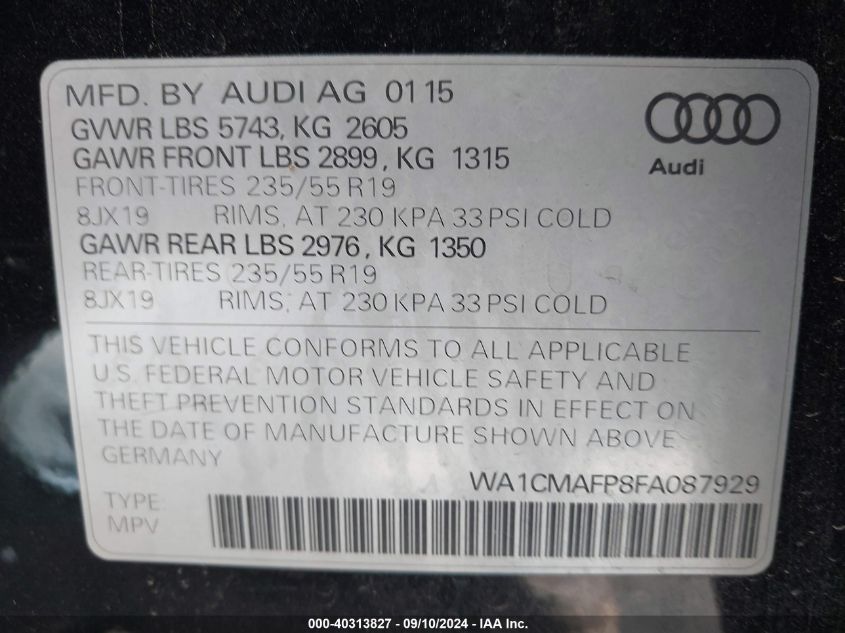 MFD. BY AUDI AG 01 15
GVWR LBS 5743, KG 2605
GAWR FRONT LBS 2899, KG 1315
FRONT-TIRES 235/55 R19
8JX19 RIMS, AT 230 KPA 33 PSI COLD
GAWR REAR LBS 2976, KG 1350
REAR-TIRES 235/55 R19
8JX19 RIMS, AT 230 KPA 33 PSI COLD
Audi
THIS VEHICLE CONFORMS TO ALL APPLICABLE
U.S. FEDERAL MOTOR VEHICLE SAFETY AND
THEFT PREVENTION STANDARDS IN EFFECT ON
THE DATE OF MANUFACTURE SHOWN ABOVE
GERMANY
WA1CMAFP8FA087929
TYPE:
MPV
000-40313827 - 09/10/2024 - IAA Inc.